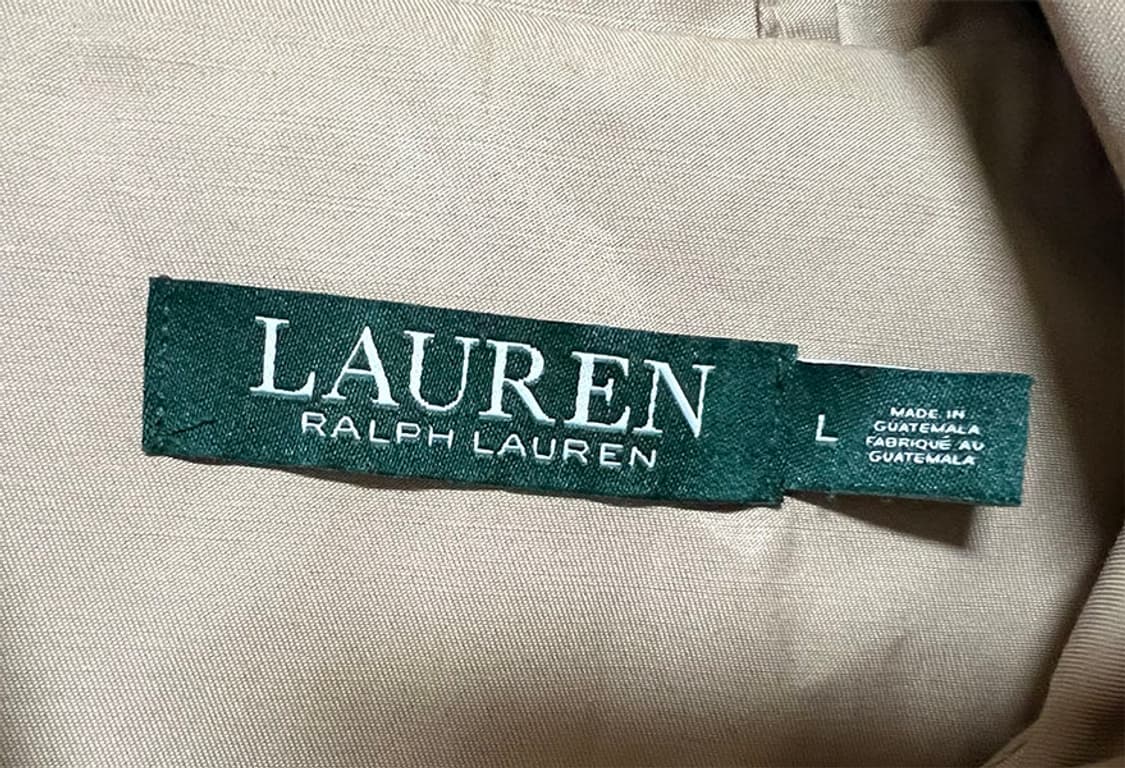 LAUREN
RALPH LAUREN
L
MADE IN
GUATEMALA
FABRIQUÉ AU
GUATEMALA